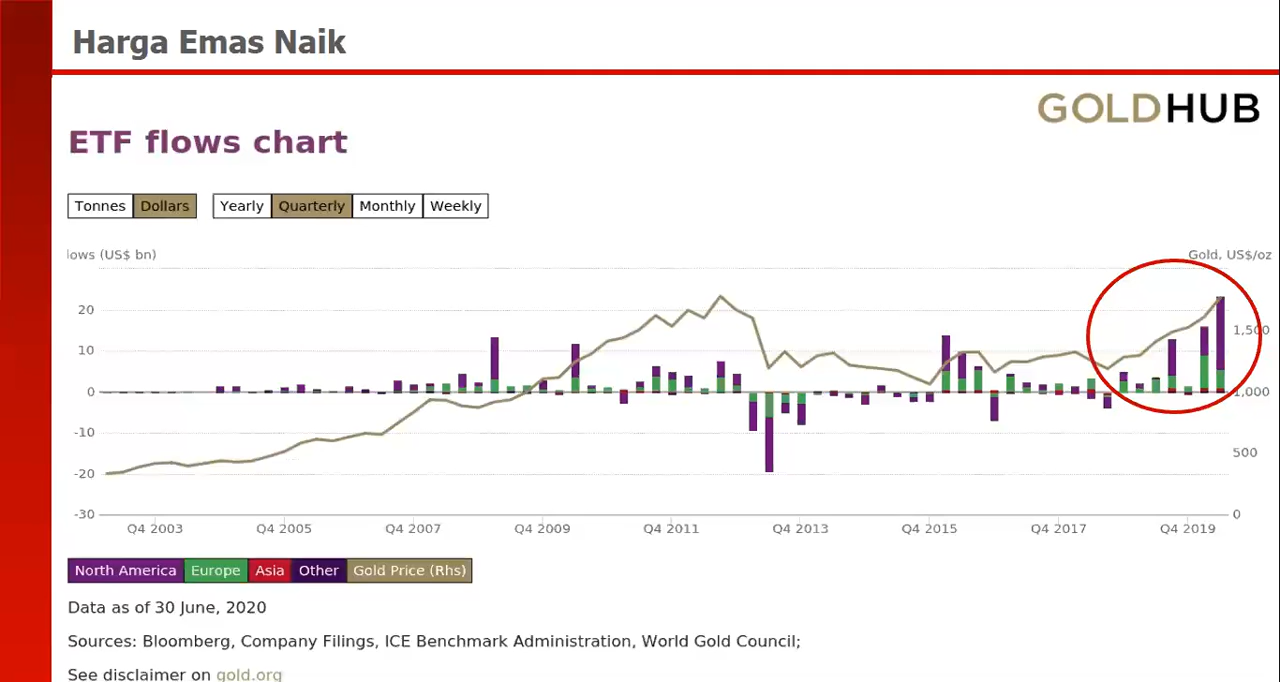 Harga Emas Naik
GOLDHUB
ETF flows chart
Tonnes Dollars Yearly Quarterly Monthly Weekly
lows (US$ bn) Gold, US$/oz
20
10
0
-10
-20
-30
1,500
1,000
500
0
Q4 2003 Q4 2005 Q4 2007 Q4 2009 Q4 2011 Q4 2013 Q4 2015 Q4 2017 Q4 2019
North America Europe Asia Other Gold Price (Rhs)
Data as of 30 June, 2020
Sources: Bloomberg, Company Filings, ICE Benchmark Administration, World Gold Council;
See disclaimer on gold.org